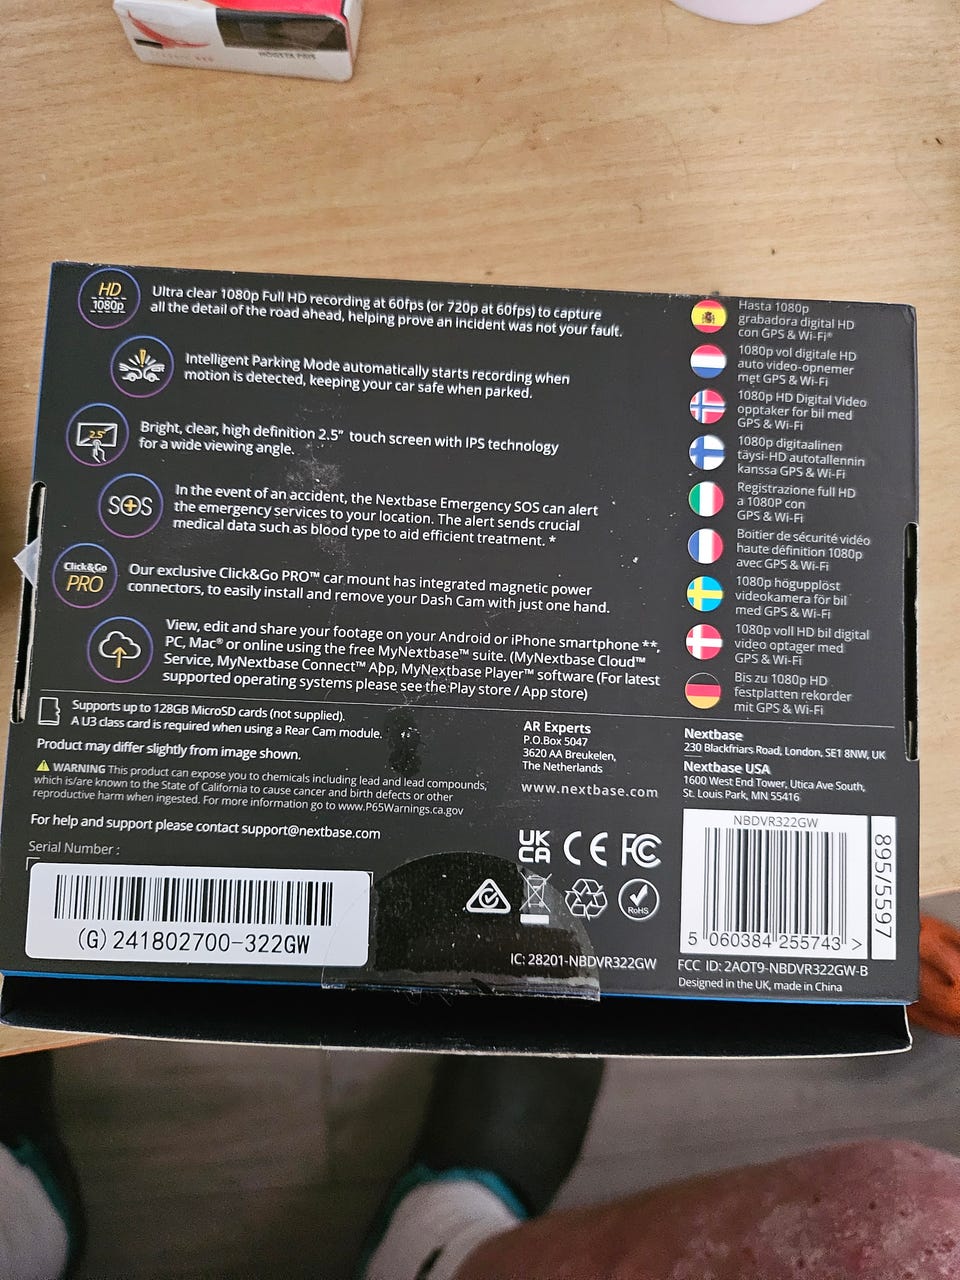 HD
1080p
Ultra clear 1080p Full HD recording at 60fps (or 720p at 60fps) to capture
all the detail of the road ahead, helping prove an incident was not your fault.
Intelligent Parking Mode automatically starts recording when
motion is detected, keeping your car safe when parked.
2.5"
Bright, clear, high definition 2.5" touch screen with IPS technology
for a wide viewing angle.
SOS
In the event of an accident, the Nextbase Emergency SOS can alert
the emergency services to your location. The alert sends crucial
medical data such as blood type to aid efficient treatment. *
Click&Go
PRO
Our exclusive Click&Go PRO™ car mount has integrated magnetic power
connectors, to easily install and remove your Dash Cam with just one hand.
View, edit and share your footage on your Android or iPhone smartphone **,
PC, Mac® or online using the free MyNextbase™ suite. (MyNextbase Cloud™
Service, MyNextbase Connect™ App, MyNextbase Player™ software (For latest
supported operating systems please see the Play store / App store)
Hasta 1080p
grabadora digital HD
con GPS & Wi-Fi®
1080p vol digitale HD
auto video-opnemer
met GPS & Wi-Fi
1080p HD Digital Video
opptaker for bil med
GPS & Wi-Fi
1080p digitaalinen
täysi-HD autotallennin
kanssa GPS & Wi-Fi
Registrazione full HD
a 1080P con
GPS & Wi-Fi
Boitier de sécurité vidéo
haute définition 1080p
avec GPS & Wi-Fi
1080p högupplöst
videokamera för bil
med GPS & Wi-Fi
1080p voll HD bil digital
video optager med
GPS & Wi-Fi
Bis zu 1080p HD
festplatten rekorder
mit GPS & Wi-Fi
Supports up to 128GB MicroSD cards (not supplied).
A U3 class card is required when using a Rear Cam module.
Product may differ slightly from image shown.
WARNING This product can expose you to chemicals including lead and lead compounds,
which is/are known to the State of California to cause cancer and birth defects or other
reproductive harm when ingested. For more information go to www.P65Warnings.ca.gov
For help and support please contact support@nextbase.com
Serial Number :
(G)241802700-322GW
AR Experts
P.O.Box 5047
3620 AA Breukelen,
The Netherlands
www.nextbase.com
UK
CA
CE
FC
RoHS
IC: 28201-NBDVR322GW
Nextbase
230 Blackfriars Road, London, SE1 8NW, UK
Nextbase USA
1600 West End Tower, Utica Ave South,
St. Louis Park, MN 55416
NBDVR322GW
5 060384 255743 >
895/5597
FCC ID: 2AOT9-NBDVR322GW-B
Designed in the UK, made in China